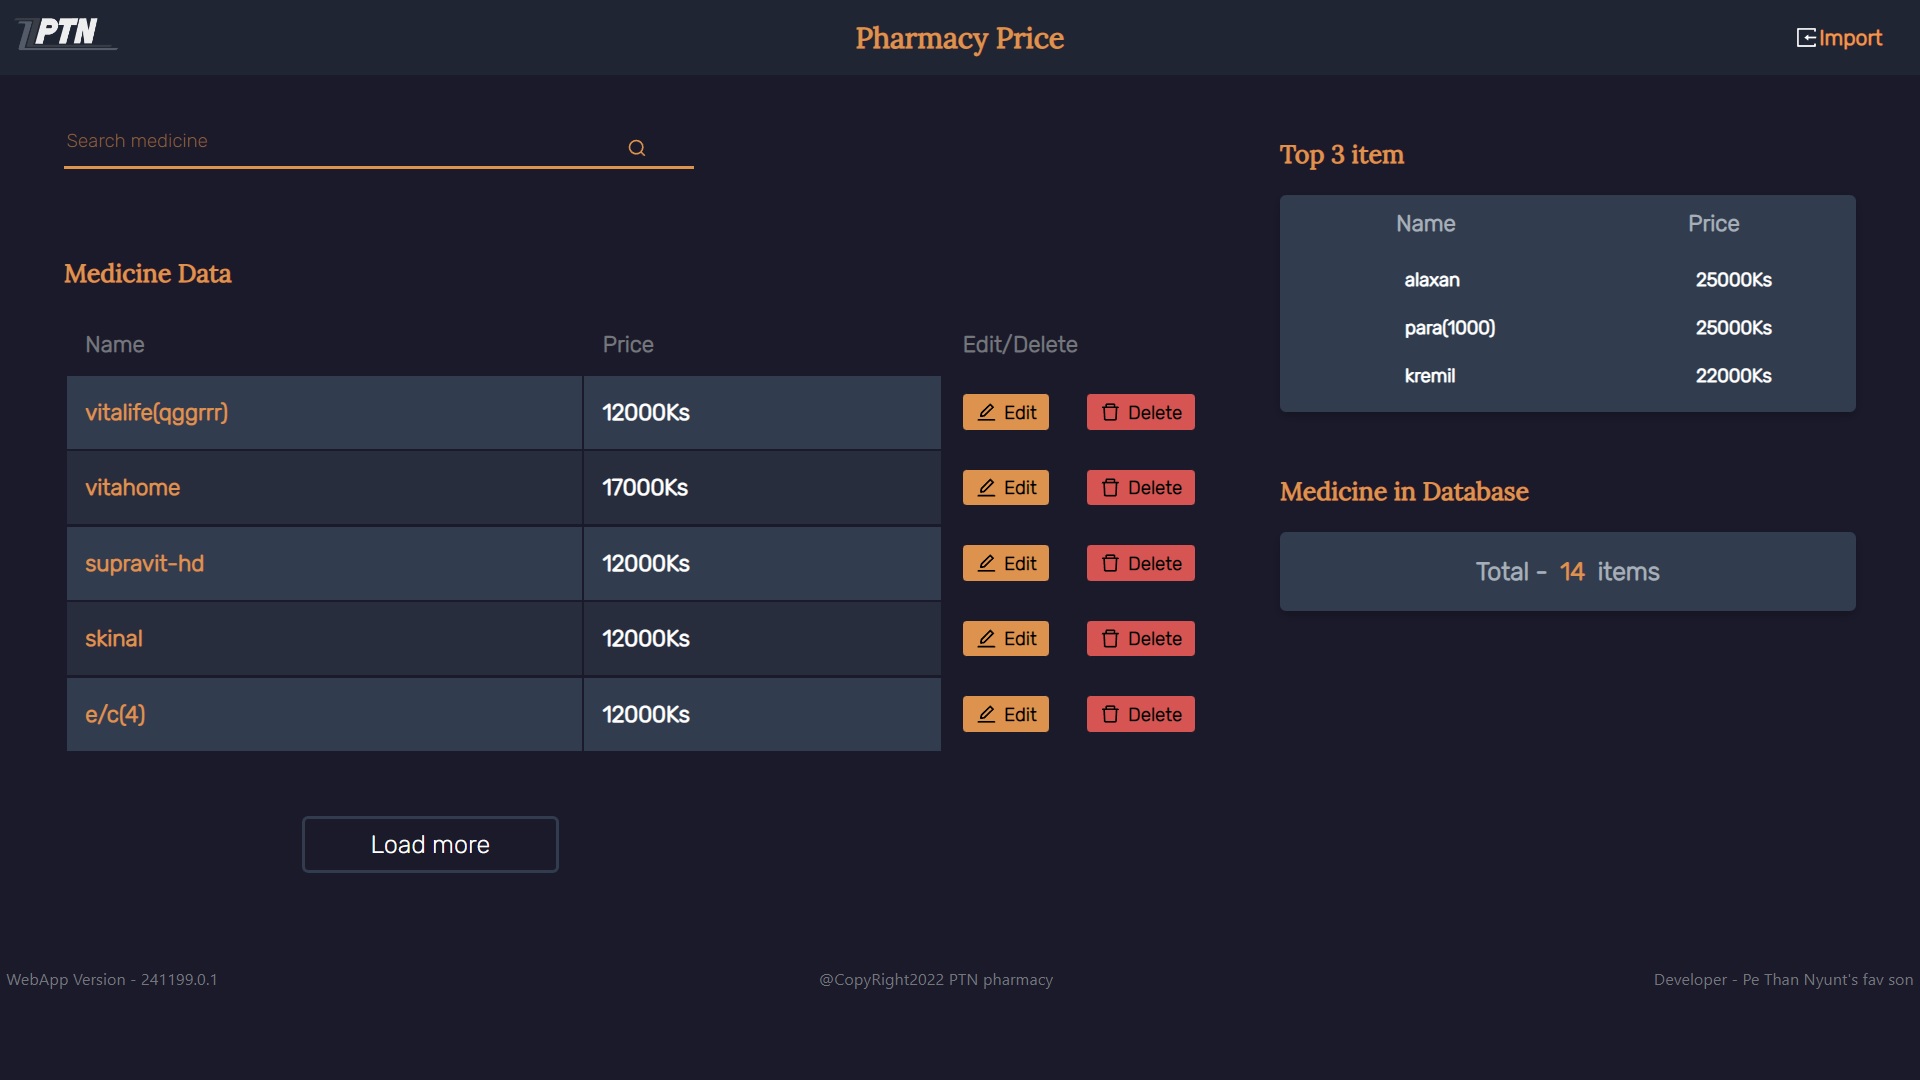 PTN
Pharmacy Price
Import
Search medicine
Medicine Data
Name Price Edit/Delete
vitalife(qggrrr) 12000Ks Edit Delete
vitahome 17000Ks Edit Delete
supravit-hd 12000Ks Edit Delete
skinal 12000Ks Edit Delete
e/c(4) 12000Ks Edit Delete
Load more
Top 3 item
Name Price
alaxan 25000Ks
para(1000) 25000Ks
kremil 22000Ks
Medicine in Database
Total - 14 items
WebApp Version - 241199.0.1
@CopyRight2022 PTN pharmacy
Developer - Pe Than Nyunt's fav son